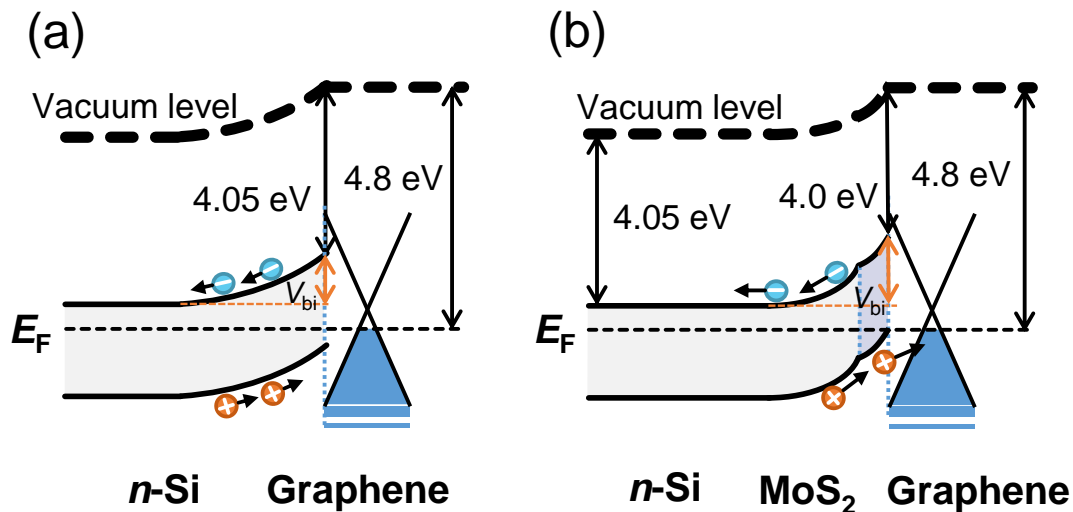 (a)
Vacuum level
4.05 eV
4.8 eV
Vbi
EF
n-Si Graphene
(b)
Vacuum level
4.05 eV
4.0 eV
4.8 eV
Vbi
EF
n-Si MoS2 Graphene